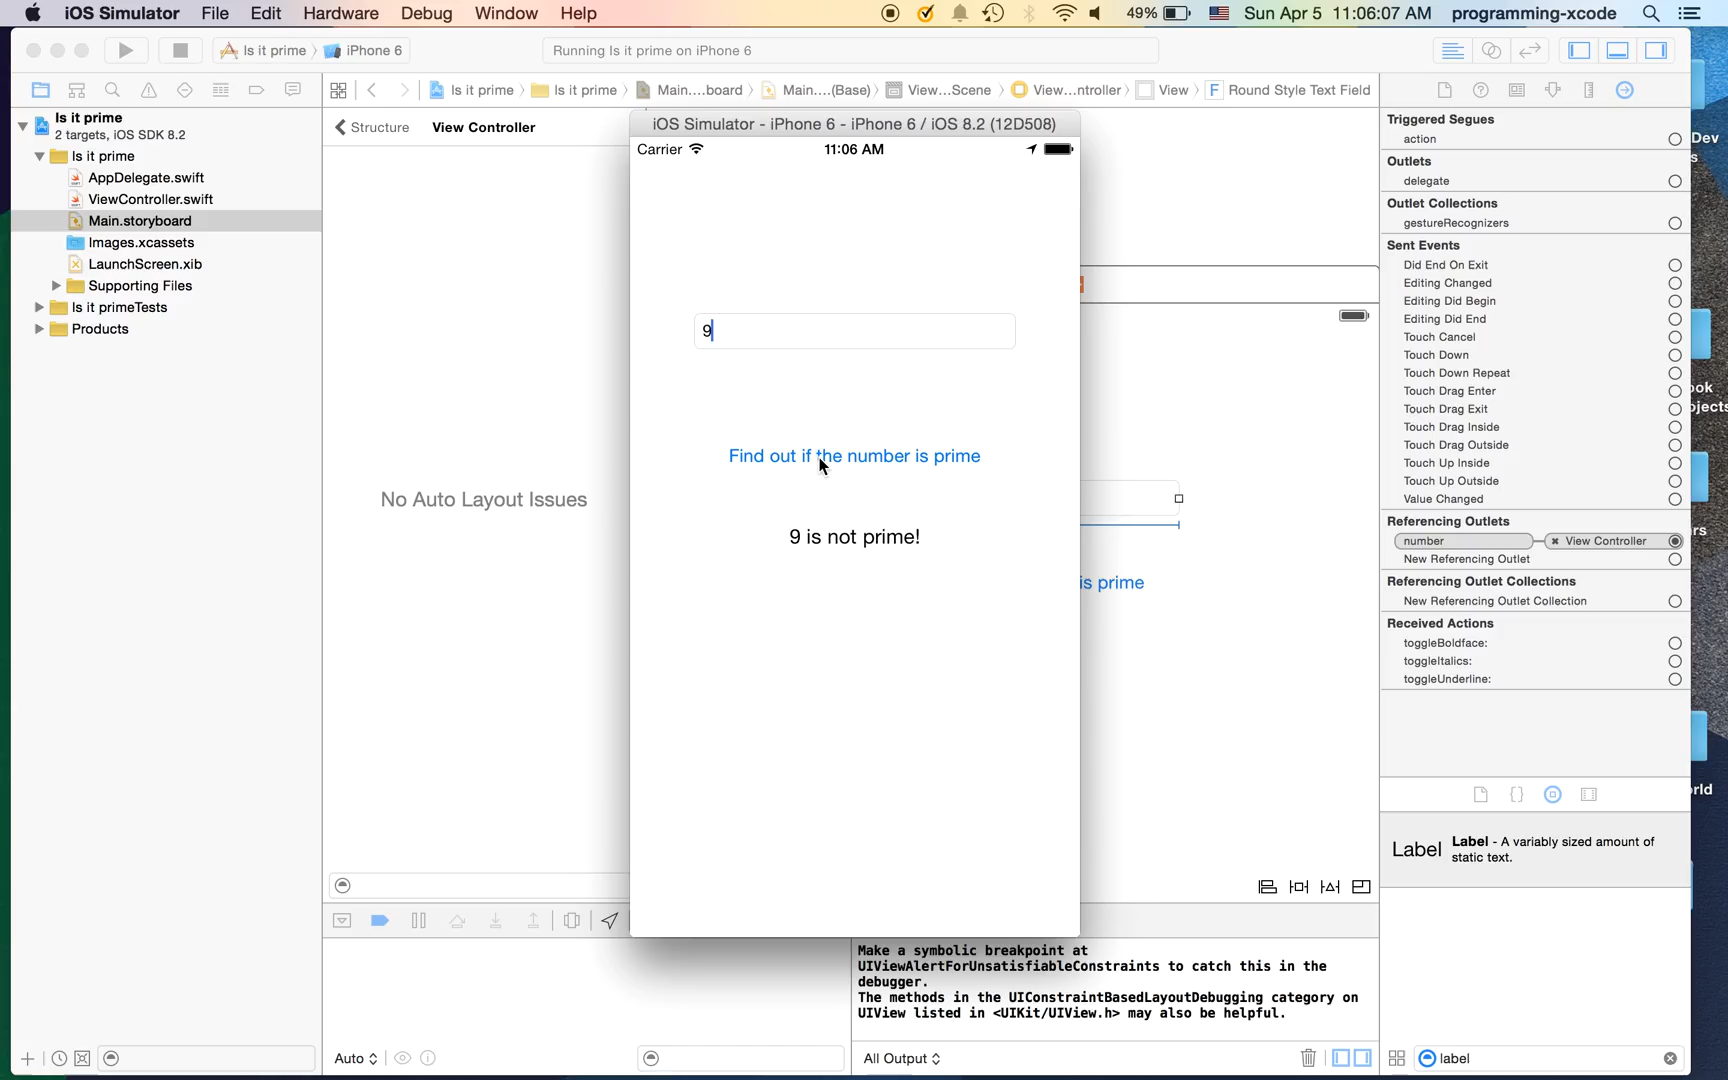 iOS Simulator File Edit Hardware Debug Window Help 49% Sun Apr 5 11:06:07 AM programming-xcode
Is it prime iPhone 6 Running Is it prime on iPhone 6
Is it prime Is it prime Main....board Main....(Base) View...Scene View...ntroller View F Round Style Text Field
Is it prime
2 targets, iOS SDK 8.2
Is it prime
AppDelegate.swift
ViewController.swift
Main.storyboard
Images.xcassets
LaunchScreen.xib
Supporting Files
Is it primeTests
Products
Structure View Controller
No Auto Layout Issues
iOS Simulator - iPhone 6 - iPhone 6 / iOS 8.2 (12D508)
Carrier 11:06 AM
9
Find out if the number is prime
9 is not prime!
is prime
Triggered Segues
action
Outlets
delegate
Outlet Collections
gestureRecognizers
Sent Events
Did End On Exit
Editing Changed
Editing Did Begin
Editing Did End
Touch Cancel
Touch Down
Touch Down Repeat
Touch Drag Enter
Touch Drag Exit
Touch Drag Inside
Touch Drag Outside
Touch Up Inside
Touch Up Outside
Value Changed
Referencing Outlets
number View Controller
New Referencing Outlet
Referencing Outlet Collections
New Referencing Outlet Collection
Received Actions
toggleBoldface:
toggleItalics:
toggleUnderline:
Label Label - A variably sized amount of
static text.
Make a symbolic breakpoint at
UIViewAlertForUnsatisfiableConstraints to catch this in the
debugger.
The methods in the UIConstraintBasedLayoutDebugging category on
UIView listed in <UIKit/UIView.h> may also be helpful.
Auto All Output label
Dev
s
ok
ojects
rs
rld